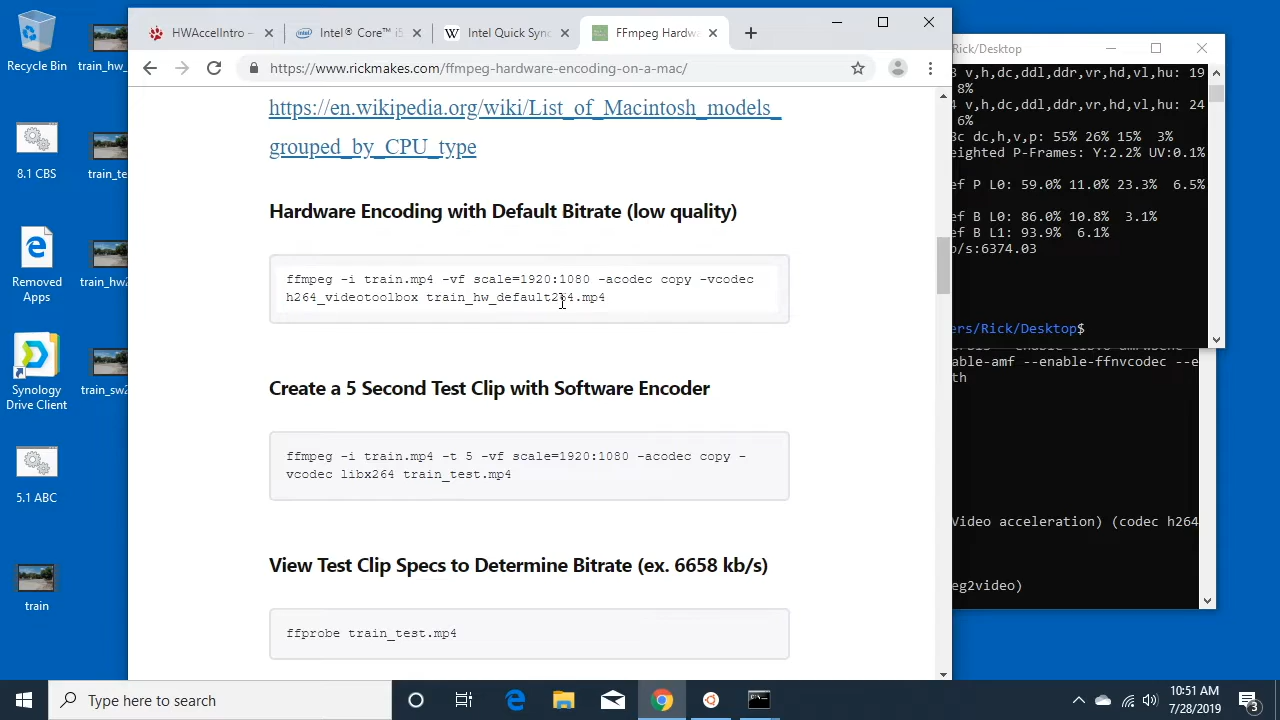 Recycle Bin
train_hw_
8.1 CBS
train_te
Removed
Apps
train_hw2
Synology
Drive Client
train_sw2
5.1 ABC
train
HWAccelIntro –
Intel® Core™ i5
Intel Quick Sync
FFmpeg Hardwa
https://www.rickmakes.com/ffmpeg-hardware-encoding-on-a-mac/
https://en.wikipedia.org/wiki/List_of_Macintosh_models_
grouped_by_CPU_type
Hardware Encoding with Default Bitrate (low quality)
ffmpeg -i train.mp4 -vf scale=1920:1080 -acodec copy -vcodec
h264_videotoolbox train_hw_default264.mp4
Create a 5 Second Test Clip with Software Encoder
ffmpeg -i train.mp4 -t 5 -vf scale=1920:1080 -acodec copy -
vcodec libx264 train_test.mp4
View Test Clip Specs to Determine Bitrate (ex. 6658 kb/s)
ffprobe train_test.mp4
Rick/Desktop
v,h,dc,ddl,ddr,vr,hd,vl,hu: 19
8%
4 v,h,dc,ddl,ddr,vr,hd,vl,hu: 24
6%
8c dc,h,v,p: 55% 26% 15% 3%
eighted P-Frames: Y:2.2% UV:0.1%
ef P L0: 59.0% 11.0% 23.3% 6.5%
ef B L0: 86.0% 10.8% 3.1%
ef B L1: 93.9% 6.1%
b/s:6374.03
ers/Rick/Desktop$
able-amf --enable-ffnvcodec --e
th
Video acceleration) (codec h264
eg2video)
Type here to search
10:51 AM
7/28/2019
3